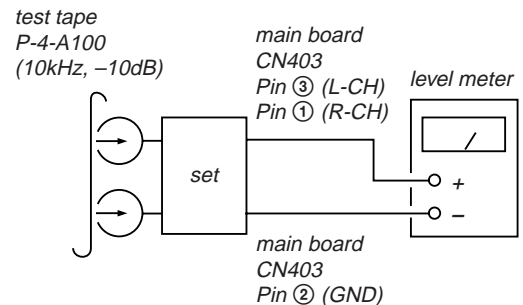 test tape
P-4-A100
(10kHz, –10dB)
main board
CN403
Pin ③ (L-CH)
Pin ① (R-CH)
level meter
set
+
–
main board
CN403
Pin ② (GND)